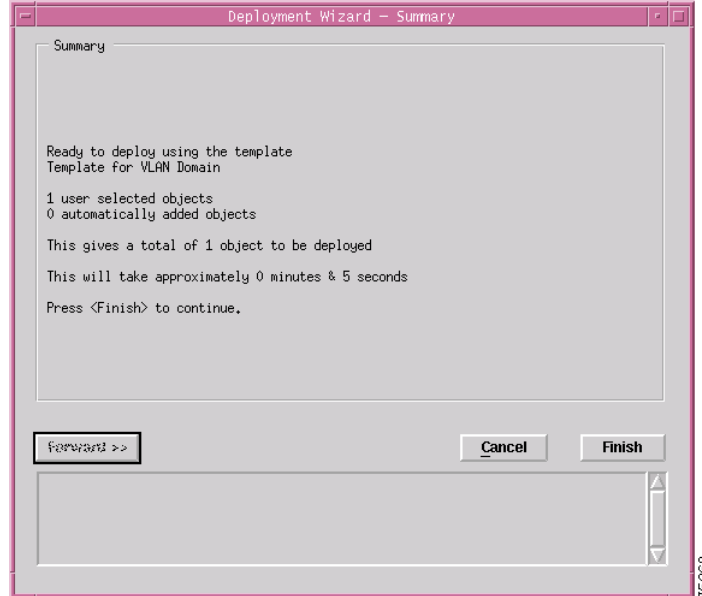 Deployment Wizard – Summary
Summary
Ready to deploy using the template
Template for VLAN Domain
1 user selected objects
0 automatically added objects
This gives a total of 1 object to be deployed
This will take approximately 0 minutes & 5 seconds
Press <Finish> to continue.
Forward >>
Cancel
Finish